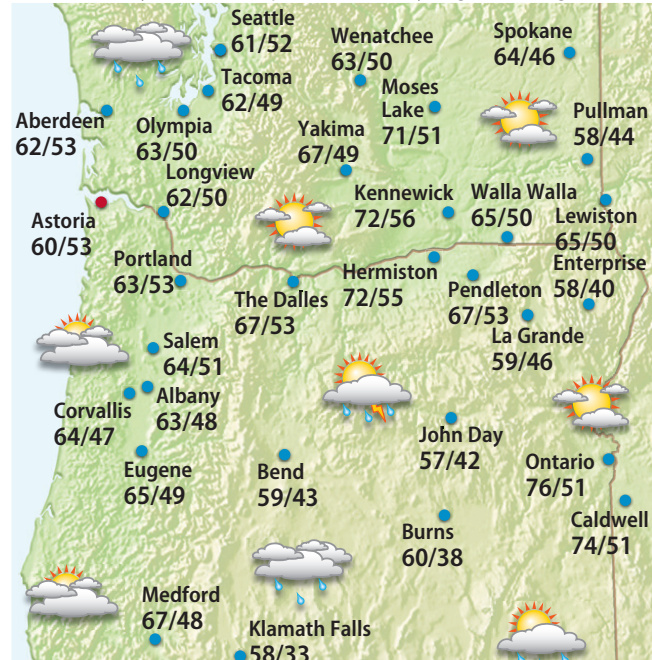 Seattle
61/52
Wenatchee
63/50
Spokane
64/46
Tacoma
62/49
Moses
Lake
71/51
Aberdeen
62/53
Olympia
63/50
Yakima
67/49
Pullman
58/44
Longview
62/50
Kennewick
72/56
Walla Walla
65/50
Lewiston
65/50
Astoria
60/53
Portland
63/53
The Dalles
67/53
Hermiston
72/55
Pendleton
67/53
Enterprise
58/40
La Grande
59/46
Salem
64/51
Albany
63/48
Corvallis
64/47
John Day
57/42
Eugene
65/49
Bend
59/43
Ontario
76/51
Caldwell
74/51
Burns
60/38
Medford
67/48
Klamath Falls
58/33